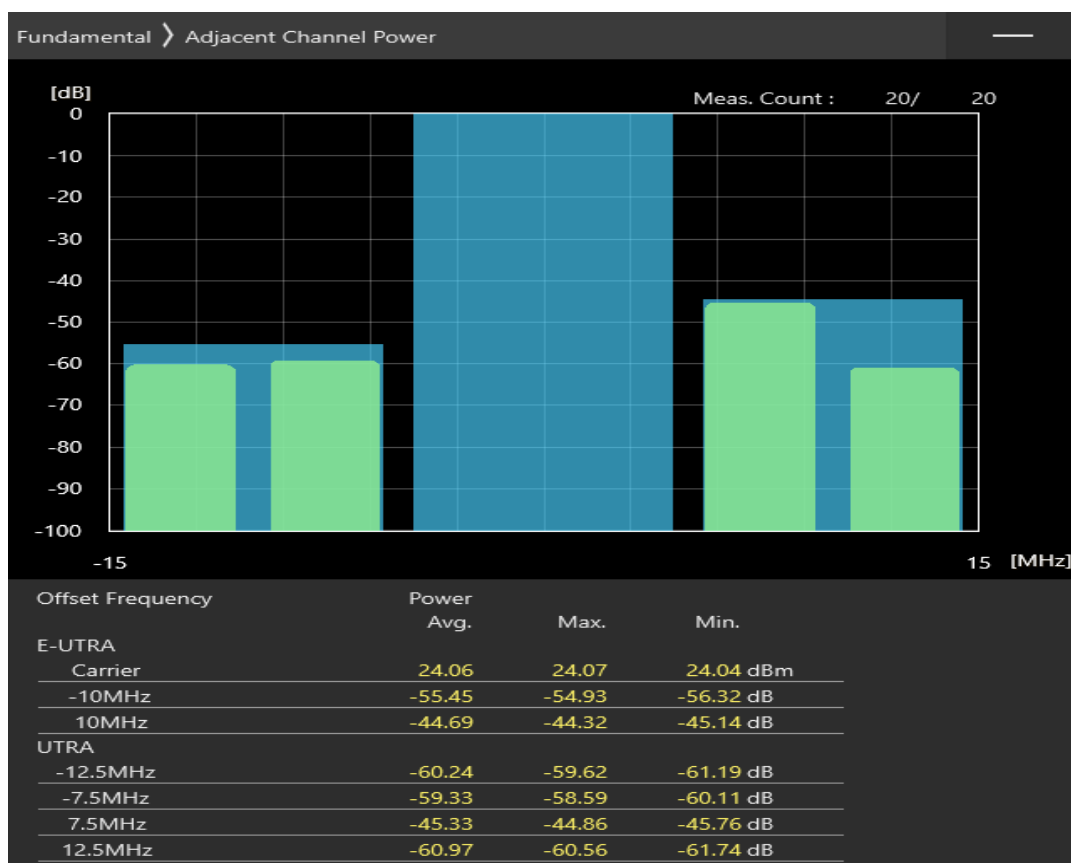 Fundamental ❯ Adjacent Channel Power
[dB]
Meas. Count : 20/ 20
0
-10
-20
-30
-40
-50
-60
-70
-80
-90
-100
-15 15 [MHz]
Offset Frequency Power
Avg. Max. Min.
E-UTRA
Carrier 24.06 24.07 24.04 dBm
-10MHz -55.45 -54.93 -56.32 dB
10MHz -44.69 -44.32 -45.14 dB
UTRA
-12.5MHz -60.24 -59.62 -61.19 dB
-7.5MHz -59.33 -58.59 -60.11 dB
7.5MHz -45.33 -44.86 -45.76 dB
12.5MHz -60.97 -60.56 -61.74 dB